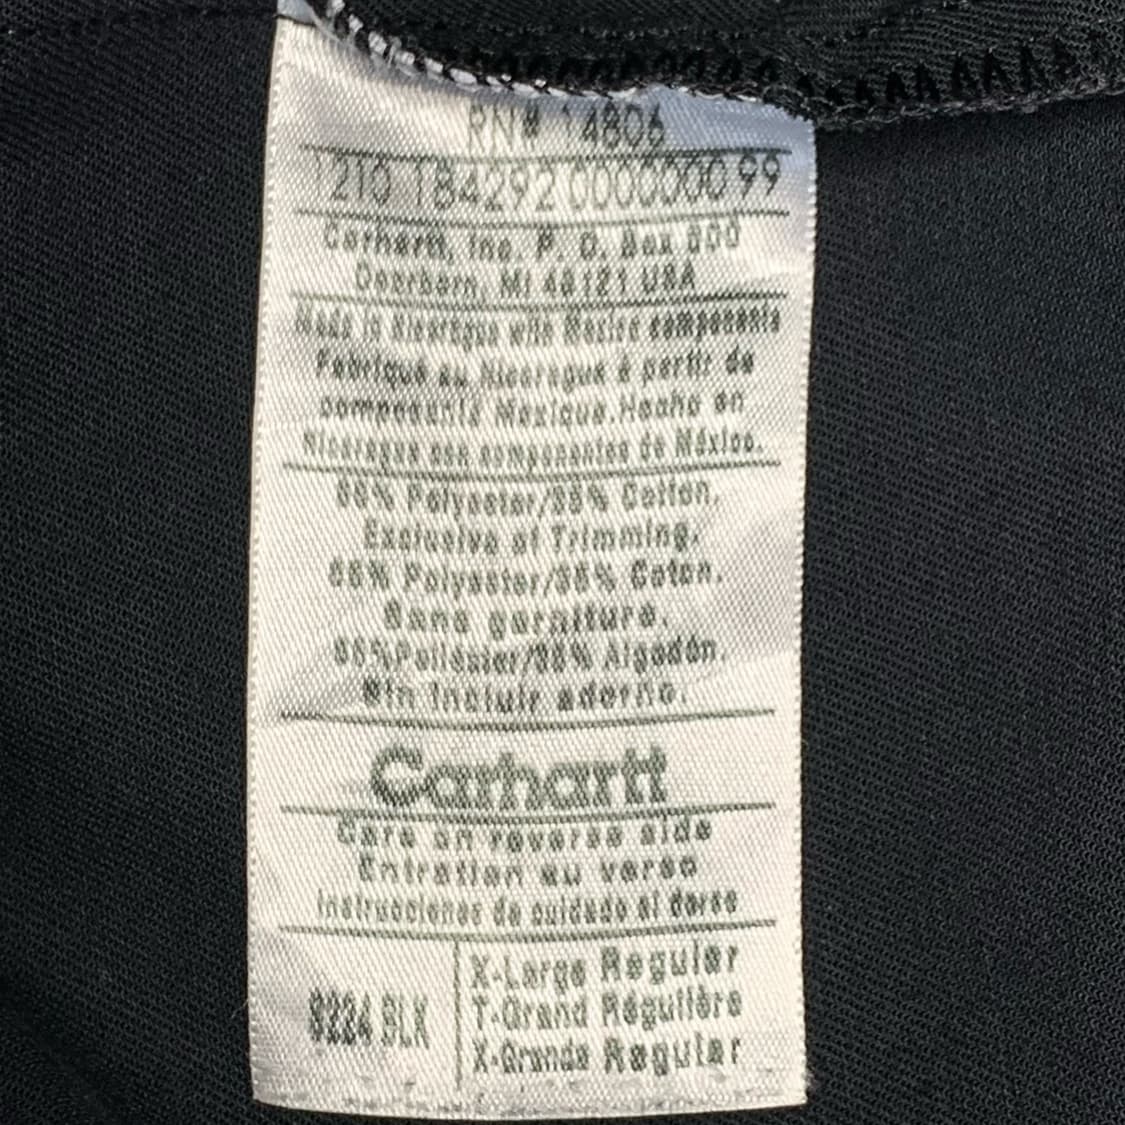 RN# 14806
1210 184292 0000000 99
Carhartt, Inc. P. O. Box 600
Dearborn, MI 48121 USA
Made in Nicaragua with Mexico components
Fabriqué au Nicaragua à partir de
composants Mexique. Hecho en
Nicaragua con componentes de México.
65% Polyester/35% Cotton.
Exclusive of Trimming.
65% Polyester/35% Coton.
Sans garniture.
65% Poliéster/35% Algodón.
Sin incluir adorno.
Carhartt
Care on reverse side
Entretien au verso
Instrucciones de cuidado al dorso
BLK
X-Large Regular
T-Grand Régulière
X-Grande Regular